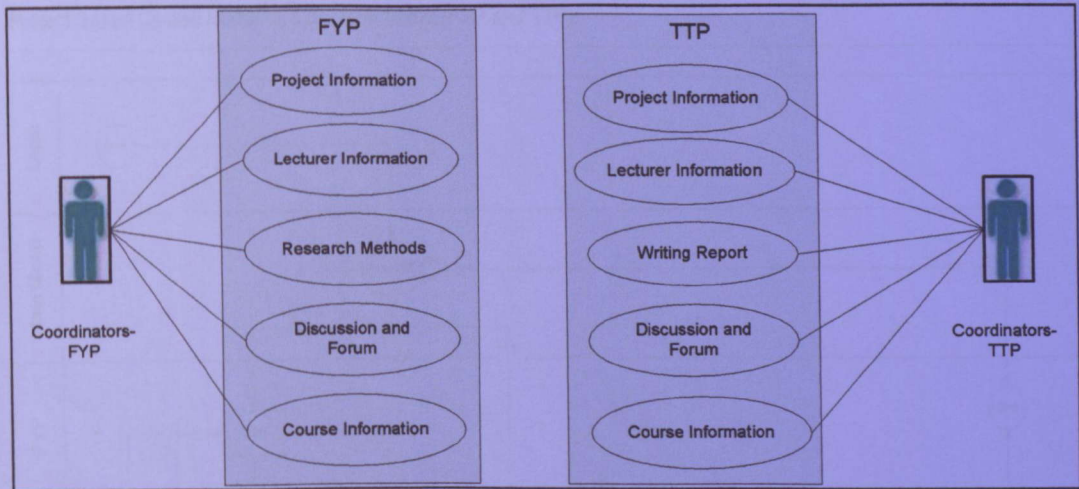 FYP
Project Information
Lecturer Information
Research Methods
Discussion and
Forum
Course Information
Coordinators-
FYP
TTP
Project Information
Lecturer Information
Writing Report
Discussion and
Forum
Course Information
Coordinators-
TTP